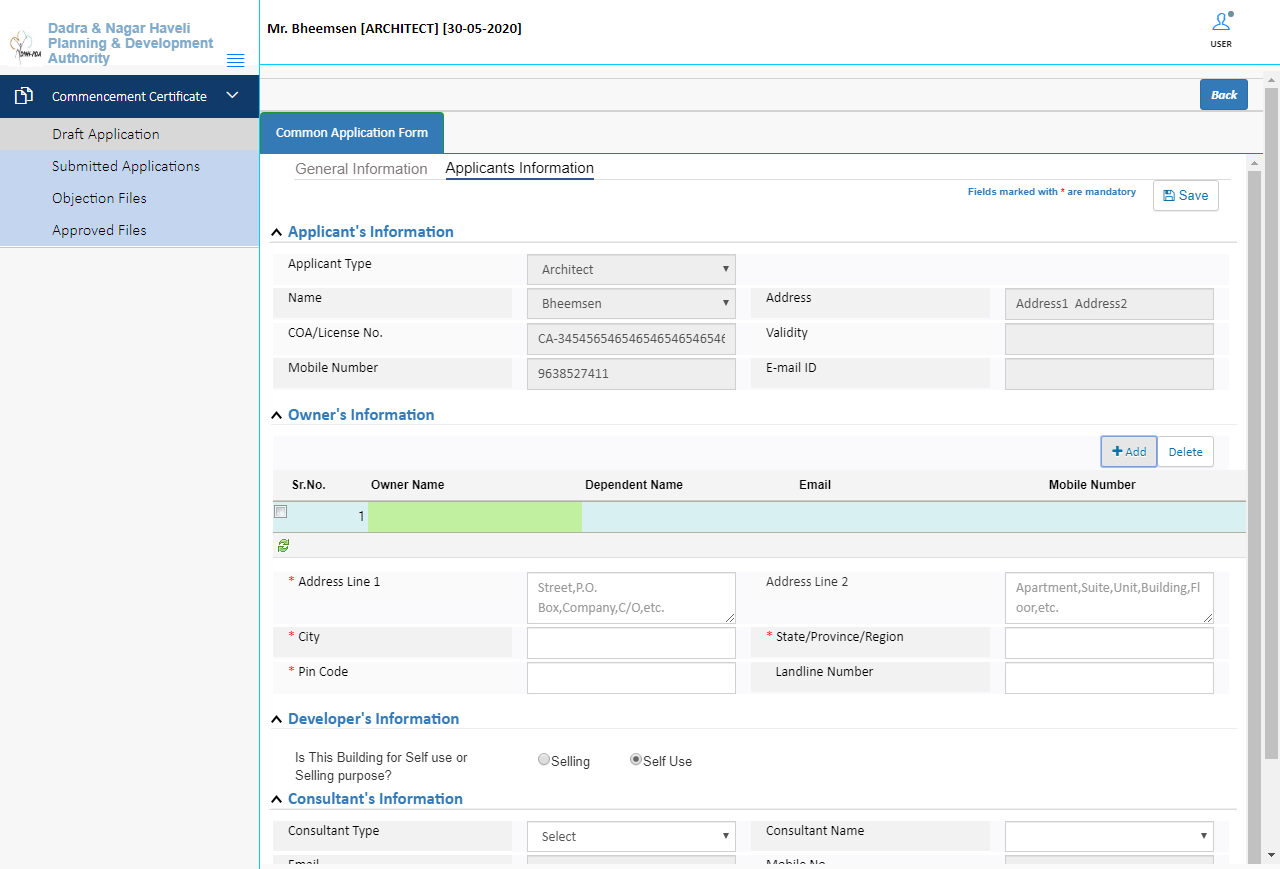 Dadra & Nagar Haveli
Planning & Development
Authority
DNH-PDA
Mr. Bheemsen [ARCHITECT] [30-05-2020]
USER
Commencement Certificate
Draft Application
Submitted Applications
Objection Files
Approved Files
Back
Common Application Form
General Information Applicants Information
Fields marked with * are mandatory Save
Applicant's Information
Applicant Type Architect
Name Bheemsen Address Address1 Address2
COA/License No. CA-3454565465465465465465 46 Validity
Mobile Number 9638527411 E-mail ID
Owner's Information
Add Delete
Sr.No. Owner Name Dependent Name Email Mobile Number
1
* Address Line 1 Street,P.O. Address Line 2 Apartment,Suite,Unit,Building,Fl
Box,Company,C/O,etc. oor,etc.
* City * State/Province/Region
* Pin Code Landline Number
Developer's Information
Is This Building for Self use or Selling Self Use
Selling purpose?
Consultant's Information
Consultant Type Select Consultant Name
Email Mobile No